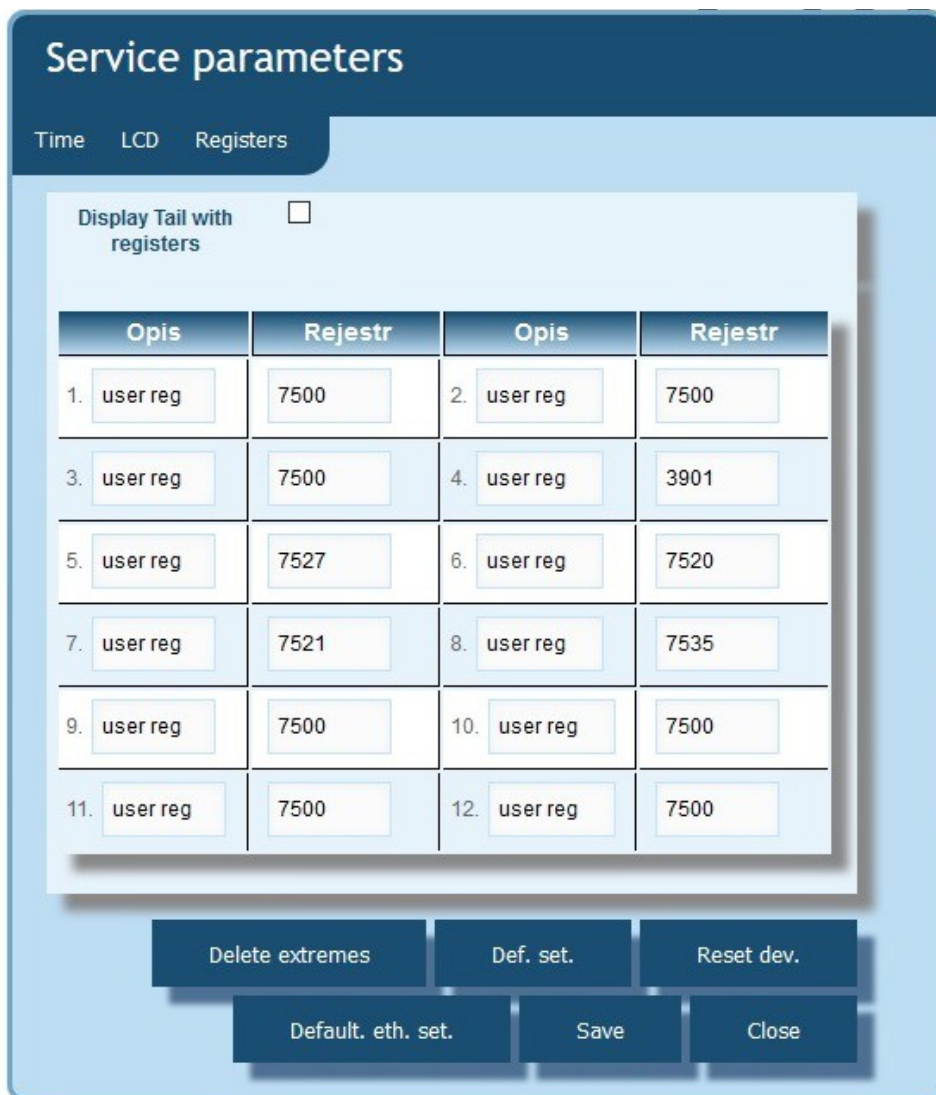 Service parameters
Time LCD Registers
Display Tail with
registers
Opis Rejestr Opis Rejestr
1. user reg 7500 2. user reg 7500
3. user reg 7500 4. user reg 3901
5. user reg 7527 6. user reg 7520
7. user reg 7521 8. user reg 7535
9. user reg 7500 10. user reg 7500
11. user reg 7500 12. user reg 7500
Delete extremes Def. set. Reset dev.
Default. eth. set. Save Close